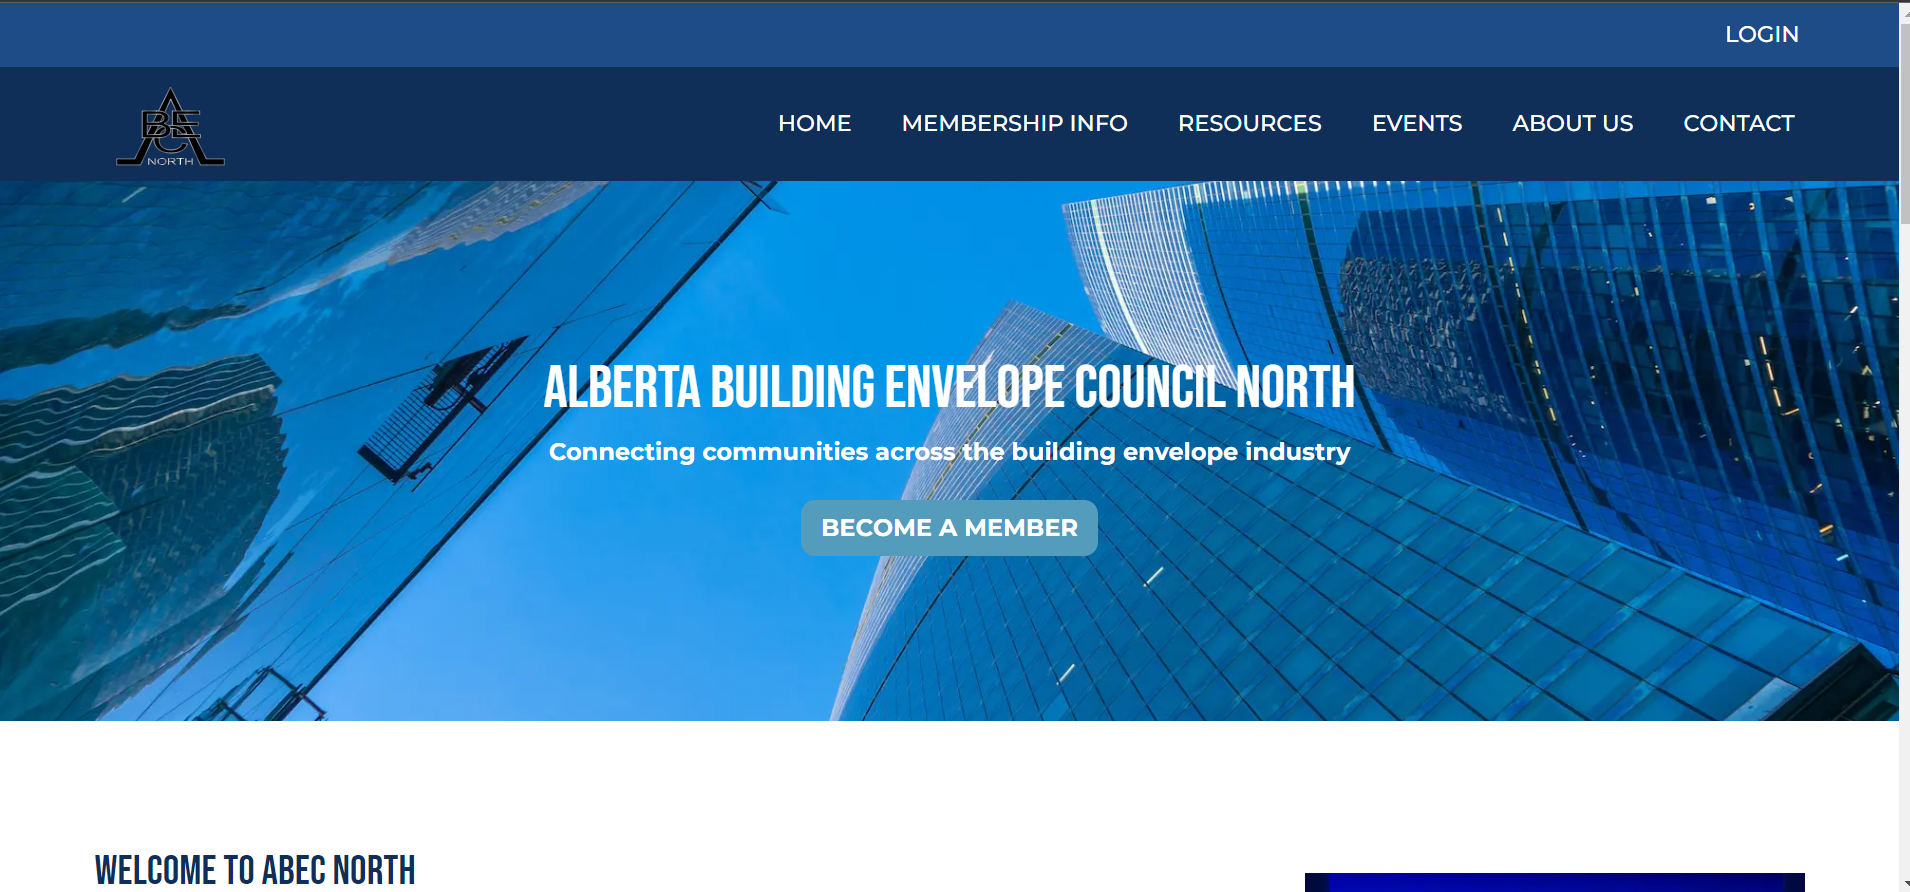 LOGIN
ABEC
NORTH
HOME MEMBERSHIP INFO RESOURCES EVENTS ABOUT US CONTACT
ALBERTA BUILDING ENVELOPE COUNCIL NORTH
Connecting communities across the building envelope industry
BECOME A MEMBER
WELCOME TO ABEC NORTH